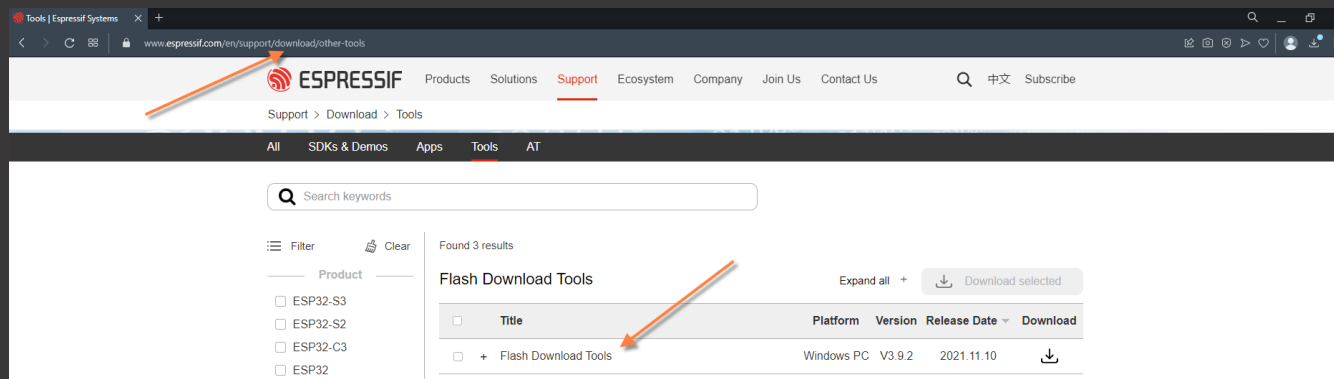 Tools | Espressif Systems
www.espressif.com/en/support/download/other-tools
ESPRESSIF Products Solutions Support Ecosystem Company Join Us Contact Us 中文 Subscribe
Support > Download > Tools
All SDKs & Demos Apps Tools AT
Search keywords
Filter Clear Found 3 results
Product
Flash Download Tools Expand all + Download selected
ESP32-S3
Title Platform Version Release Date Download
ESP32-S2
ESP32-C3
+ Flash Download Tools Windows PC V3.9.2 2021.11.10
ESP32